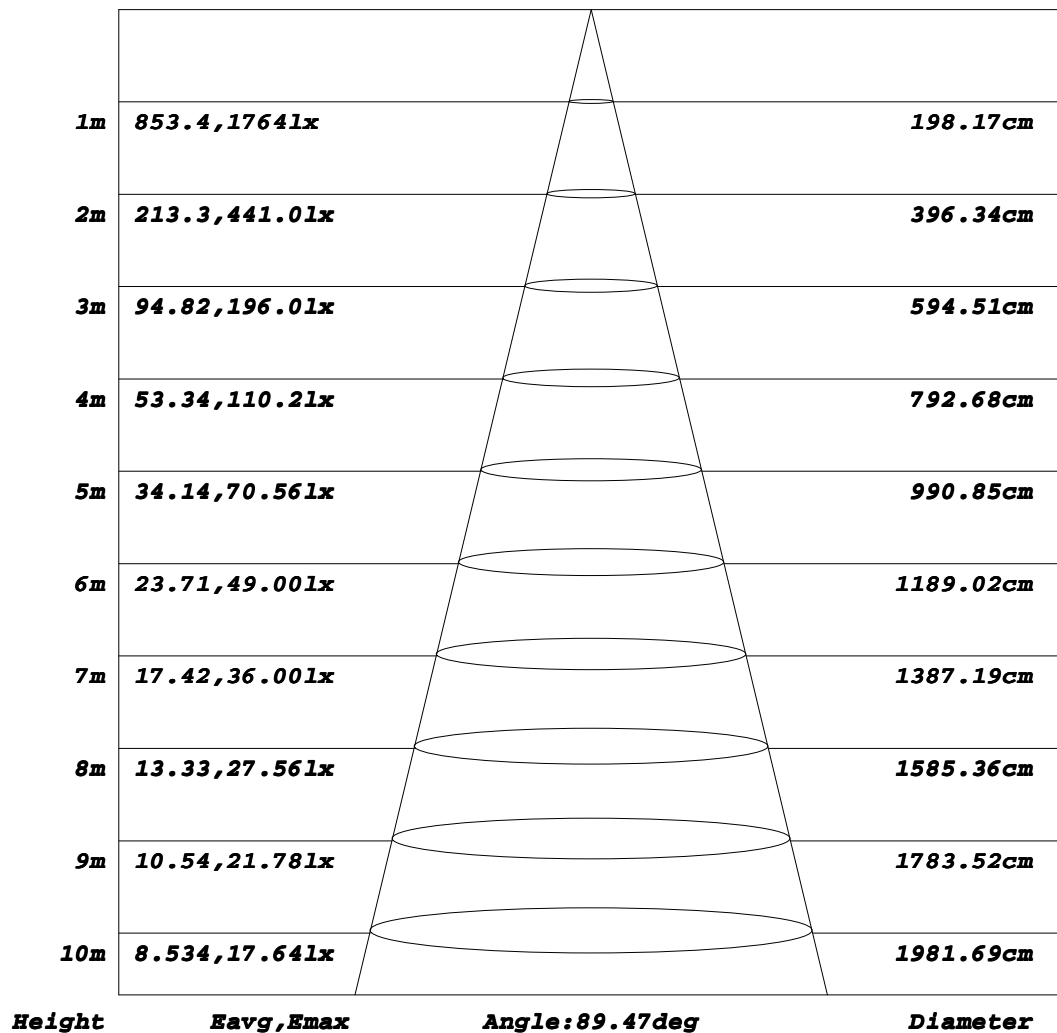 1m 853.4,1764lx 198.17cm
2m 213.3,441.0lx 396.34cm
3m 94.82,196.0lx 594.51cm
4m 53.34,110.2lx 792.68cm
5m 34.14,70.56lx 990.85cm
6m 23.71,49.00lx 1189.02cm
7m 17.42,36.00lx 1387.19cm
8m 13.33,27.56lx 1585.36cm
9m 10.54,21.78lx 1783.52cm
10m 8.534,17.64lx 1981.69cm
Height Eavg,Emax Angle:89.47deg Diameter